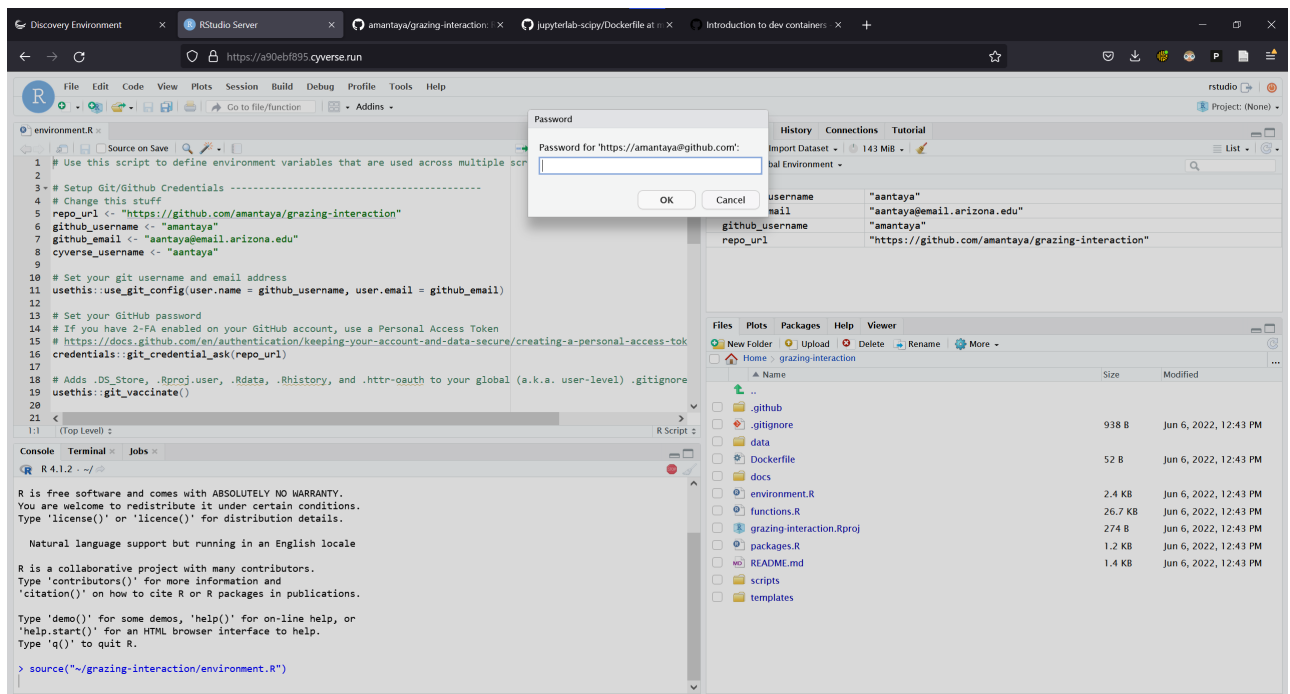 Discovery Environment
RStudio Server
amantaya/grazing-interaction:
jupyterlab-scipy/Dockerfile at m
Introduction to dev containers
https://a90ebf895.cyverse.run
P
R
File Edit Code View Plots Session Build Debug Profile Tools Help
rstudio
Go to file/function
Addins
Project: (None)
environment.R
Source on Save
1 # Use this script to define environment variables that are used across multiple scr
2
3 # Setup Git/Github Credentials ---------------------------------------------
4 # Change this stuff
5 repo_url <- "https://github.com/amantaya/grazing-interaction"
6 github_username <- "amantaya"
7 github_email <- "aantaya@email.arizona.edu"
8 cyverse_username <- "aantaya"
9
10 # Set your git username and email address
11 usethis::use_git_config(user.name = github_username, user.email = github_email)
12
13 # Set your GitHub password
14 # If you have 2-FA enabled on your GitHub account, use a Personal Access Token
15 # https://docs.github.com/en/authentication/keeping-your-account-and-data-secure/creating-a-personal-access-tok
16 credentials::git_credential_ask(repo_url)
17
18 # Adds .DS_Store, .Rproj.user, .Rdata, .Rhistory, and .httr-oauth to your global (a.k.a. user-level) .gitignore
19 usethis::git_vaccinate()
20
21
1:1 (Top Level)
R Script
Password
Password for 'https://amantaya@github.com':
OK Cancel
Console Terminal Jobs
R 4.1.2 · ~/
R is free software and comes with ABSOLUTELY NO WARRANTY.
You are welcome to redistribute it under certain conditions.
Type 'license()' or 'licence()' for distribution details.
Natural language support but running in an English locale
R is a collaborative project with many contributors.
Type 'contributors()' for more information and
'citation()' on how to cite R or R packages in publications.
Type 'demo()' for some demos, 'help()' for on-line help, or
'help.start()' for an HTML browser interface to help.
Type 'q()' to quit R.
> source("~/grazing-interaction/environment.R")
History Connections Tutorial
mport Dataset 143 MiB
List
bal Environment
username "aantaya"
mail "aantaya@email.arizona.edu"
github_username "amantaya"
repo_url "https://github.com/amantaya/grazing-interaction"
Files Plots Packages Help Viewer
New Folder Upload Delete Rename More
Home grazing-interaction
...
Name Size Modified
..
.github
.gitignore 938 B Jun 6, 2022, 12:43 PM
data
Dockerfile 52 B Jun 6, 2022, 12:43 PM
docs
environment.R 2.4 KB Jun 6, 2022, 12:43 PM
functions.R 26.7 KB Jun 6, 2022, 12:43 PM
grazing-interaction.Rproj 274 B Jun 6, 2022, 12:43 PM
packages.R 1.2 KB Jun 6, 2022, 12:43 PM
README.md 1.4 KB Jun 6, 2022, 12:43 PM
scripts
templates